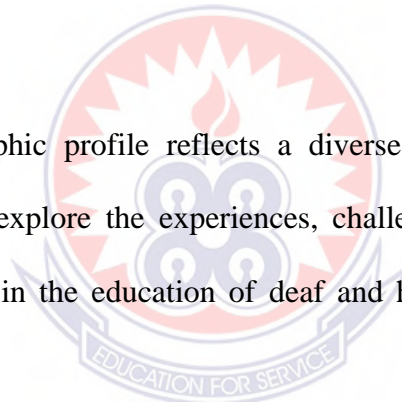 phic profile reflects a diverse
explore the experiences, challe
in the education of deaf and h
EDUCATION FOR SERVICE